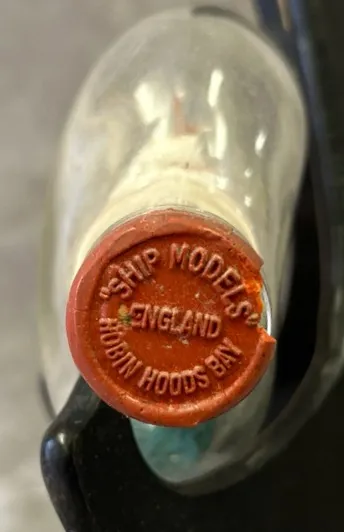 "SHIP MODELS"
ENGLAND
ROBIN HOODS BAY